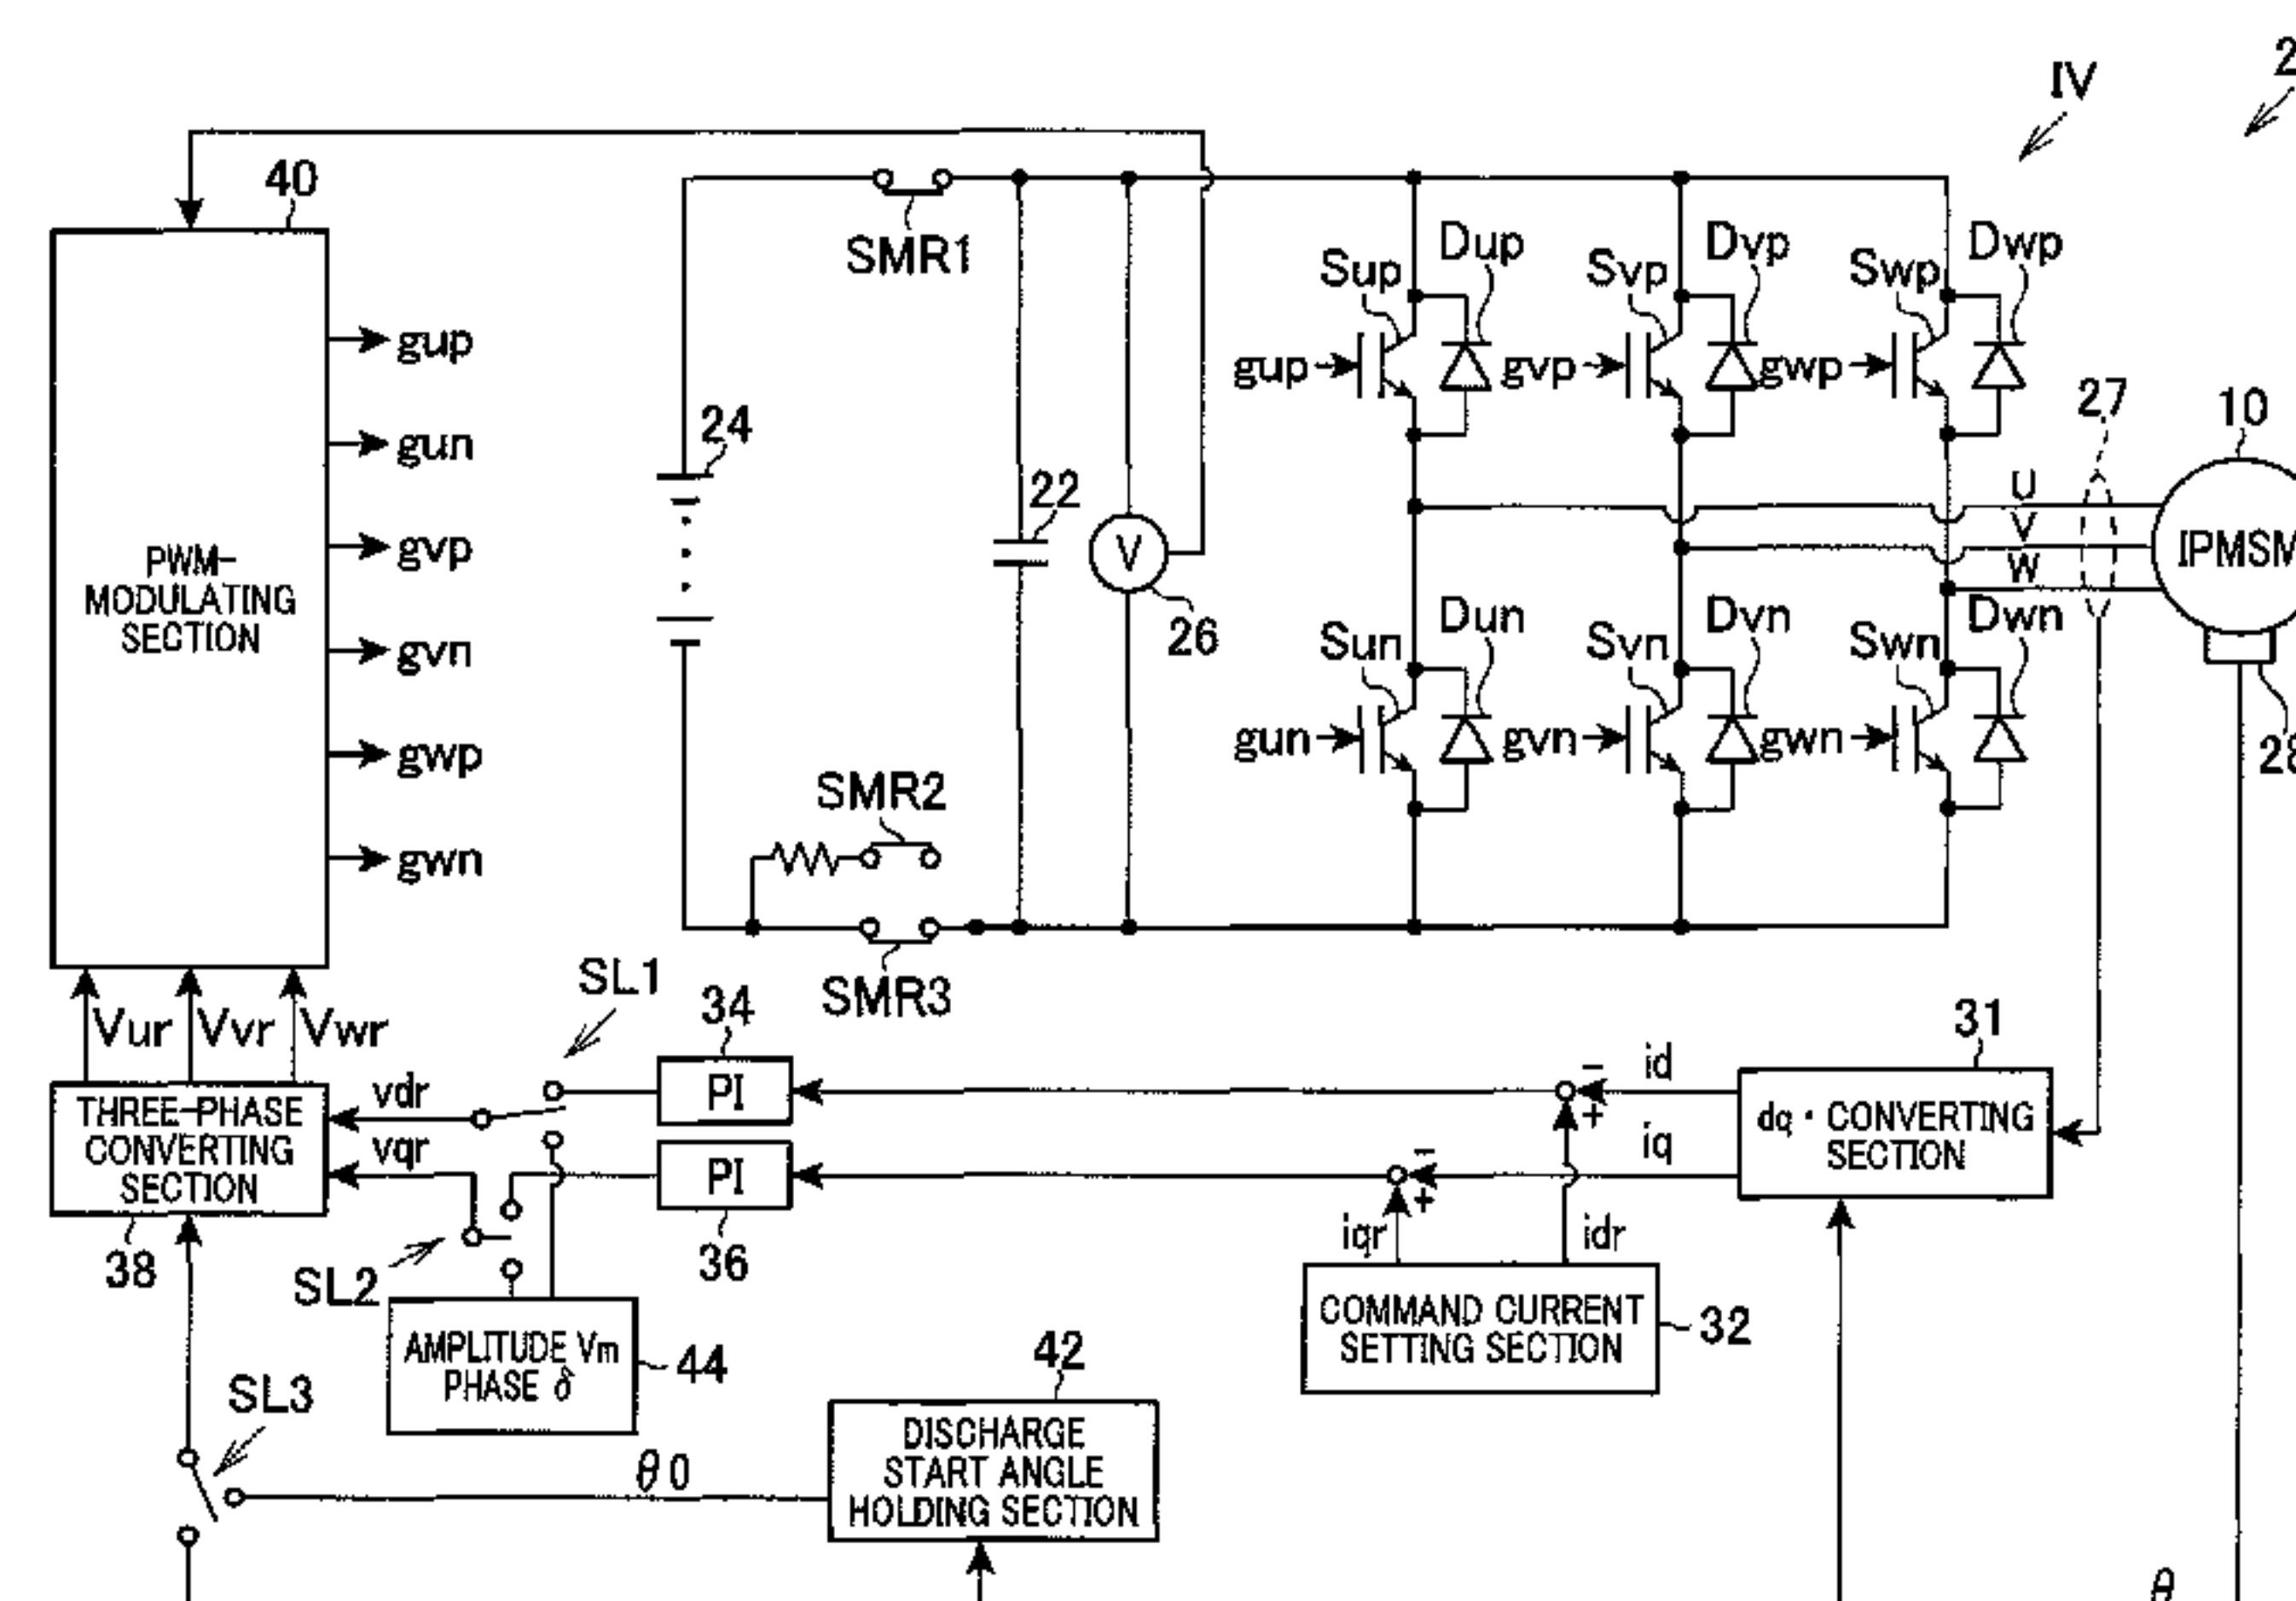 IV
2
40
SMR1
Dup
Dvp
Dwp
Sup
Svp
Swp
gup
gup
gvp
gwp
27
10
24
gun
22
U
V
W
IPMSM
PWM-
MODULATING
SECTION
gvp
V
26
gvn
Dun
Dvn
Dwn
Sun
Svn
Swn
gun
gvn
gwn
28
gwp
SMR2
gwn
SMR3
SL1
34
31
Vur
Vvr
Vwr
THREE-PHASE
CONVERTING
SECTION
vdr
vqr
PI
PI
-
+
-
+
id
iq
dq・CONVERTING
SECTION
38
SL2
36
iqr
idr
AMPLITUDE Vm
PHASE δ
44
COMMAND CURRENT
SETTING SECTION
32
SL3
42
DISCHARGE
START ANGLE
HOLDING SECTION
θ0
θ